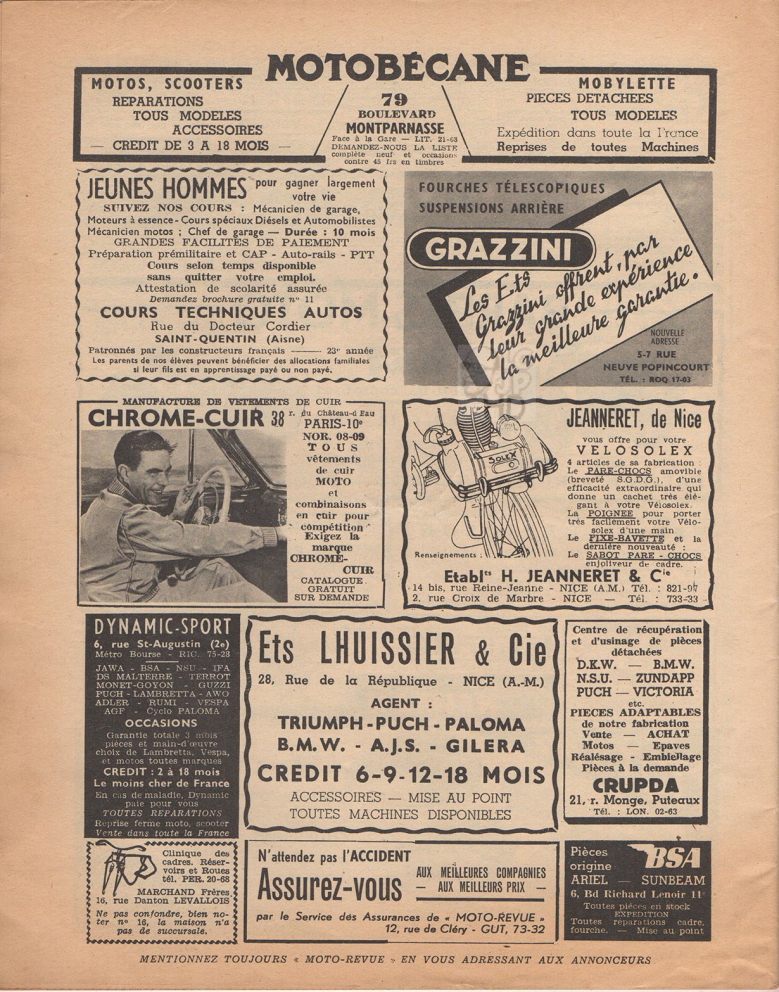 MOTOBÉCANE
MOTOS, SCOOTERS
REPARATIONS
TOUS MODELES
ACCESSOIRES
— CREDIT DE 3 A 18 MOIS —
79
BOULEVARD
MONTPARNASSE
Face à la Gare — LIT. 21-63
DEMANDEZ-NOUS LA LISTE
complète neuf et occasions
contre 45 frs en timbres
MOBYLETTE
PIECES DETACHEES
TOUS MODELES
Expédition dans toute la France
Reprises de toutes Machines
JEUNES HOMMES pour gagner largement
votre vie
SUIVEZ NOS COURS : Mécanicien de garage,
Moteurs à essence - Cours spéciaux Diésels et Automobilistes
Mécanicien motos ; Chef de garage — Durée : 10 mois
GRANDES FACILITES DE PAIEMENT
Préparation prémilitaire et CAP - Auto-rails - PTT
Cours selon temps disponible
sans quitter votre emploi.
Attestation de scolarité assurée
Demandez brochure gratuite n° 11
COURS TECHNIQUES AUTOS
Rue du Docteur Cordier
SAINT-QUENTIN (Aisne)
Patronnés par les constructeurs français —— 23e année
Les parents de nos élèves peuvent bénéficier des allocations familiales
si leur fils est en apprentissage payé ou non payé.
FOURCHES TÉLESCOPIQUES
SUSPENSIONS ARRIÈRE
GRAZZINI
Les Ets
Grazzini offrent, par
leur grande expérience
la meilleure garantie.
NOUVELLE
ADRESSE :
5-7 RUE
NEUVE POPINCOURT
TÉL. : ROQ 17-03
MANUFACTURE DE VETEMENTS DE CUIR
CHROME-CUIR 38 r. du Château-d'Eau
PARIS-10e
NOR. 08-09
TOUS
vêtements
de cuir
MOTO
et
combinaisons
en cuir pour
compétition
Exigez la
marque
CHROME-
CUIR
CATALOGUE
GRATUIT
SUR DEMANDE
SOLEX
Renseignements :
JEANNERET, de Nice
vous offre pour votre
VELOSOLEX
4 articles de sa fabrication :
Le PARE-CHOCS amovible
(breveté S.G.D.G.), d'une
efficacité extraordinaire qui
donne un cachet très élé-
gant à votre Vélosolex.
La POIGNEE pour porter
très facilement votre Vélo-
solex d'une main
Le FIXE-BAVETTE et la
dernière nouveauté :
Le SABOT PARE-CHOCS
enjoliveur de cadre.
Etablts H. JEANNERET & Cie
14 bis, rue Reine-Jeanne - NICE (A.M.) Tél. : 821-97
2, rue Croix de Marbre - NICE — Tél. : 733-33
DYNAMIC-SPORT
6, rue St-Augustin (2e)
Métro Bourse - RIC. 75-28
JAWA - BSA - NSU - IFA
DS MALTERRE - TERROT
MONET-GOYON - GUZZI
PUCH - LAMBRETTA - AWO
ADLER - RUMI - VESPA
AGF - Cyclo PALOMA
OCCASIONS
Garantie totale 3 mois
pièces et main-d'œuvre
choix de Lambretta, Vespa,
et motos toutes marques
CREDIT : 2 à 18 mois
Le moins cher de France
En cas de maladie, Dynamic
paie pour vous
TOUTES REPARATIONS
Reprise ferme moto, scooter
Vente dans toute la France
Ets LHUISSIER & Cie
28, Rue de la République - NICE (A.-M.)
AGENT :
TRIUMPH - PUCH - PALOMA
B.M.W. - A.J.S. - GILERA
CREDIT 6-9-12-18 MOIS
ACCESSOIRES — MISE AU POINT
TOUTES MACHINES DISPONIBLES
Centre de récupération
et d'usinage de pièces
détachées
D.K.W. — B.M.W.
N.S.U. — ZUNDAPP
PUCH — VICTORIA
etc.
PIECES ADAPTABLES
de notre fabrication
Vente — ACHAT
Motos — Epaves
Réalésage - Embiellage
Pièces à la demande
CRUPDA
21, r. Monge, Puteaux
Tél. : LON. 02-63
Clinique des
cadres. Réser-
voirs et Roues
tél. PER. 20-68
MARCHAND Frères
16, rue Danton LEVALLOIS
Ne pas confondre, bien no-
ter n° 16, la maison n'a
pas de succursale.
N'attendez pas l'ACCIDENT
Assurez-vous
AUX MEILLEURES COMPAGNIES
— AUX MEILLEURS PRIX —
par le Service des Assurances de « MOTO-REVUE »
12, rue de Cléry - GUT, 73-32
Pièces
origine
BSA
ARIEL — SUNBEAM
6, Bd Richard Lenoir 11e
Toutes pièces en stock
EXPEDITION
Toutes réparations cadre,
fourche. — Mise au point
MENTIONNEZ TOUJOURS « MOTO-REVUE » EN VOUS ADRESSANT AUX ANNONCEURS